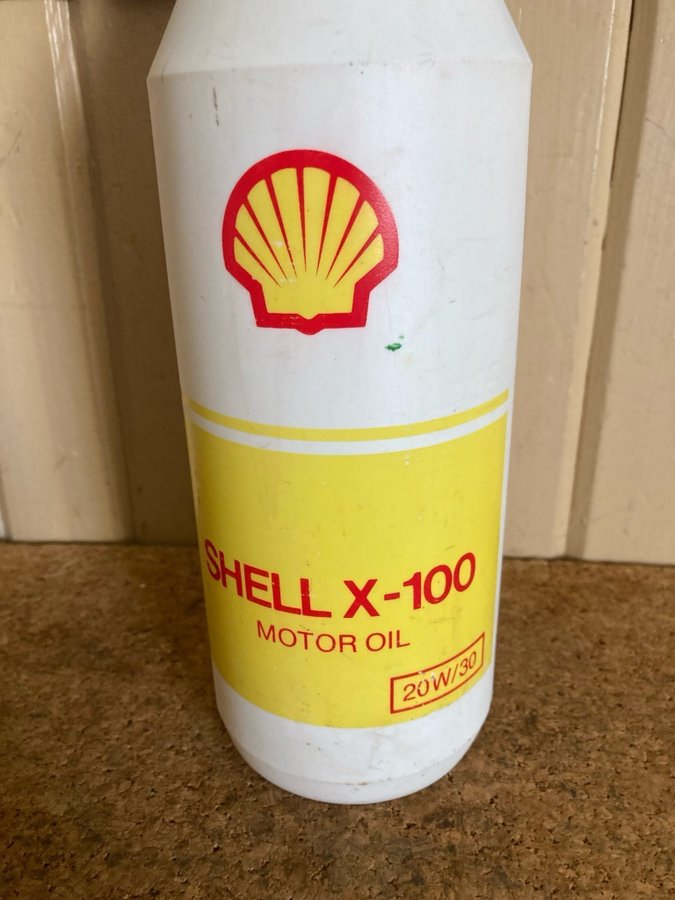 SHELL X-100
MOTOR OIL
20W/30